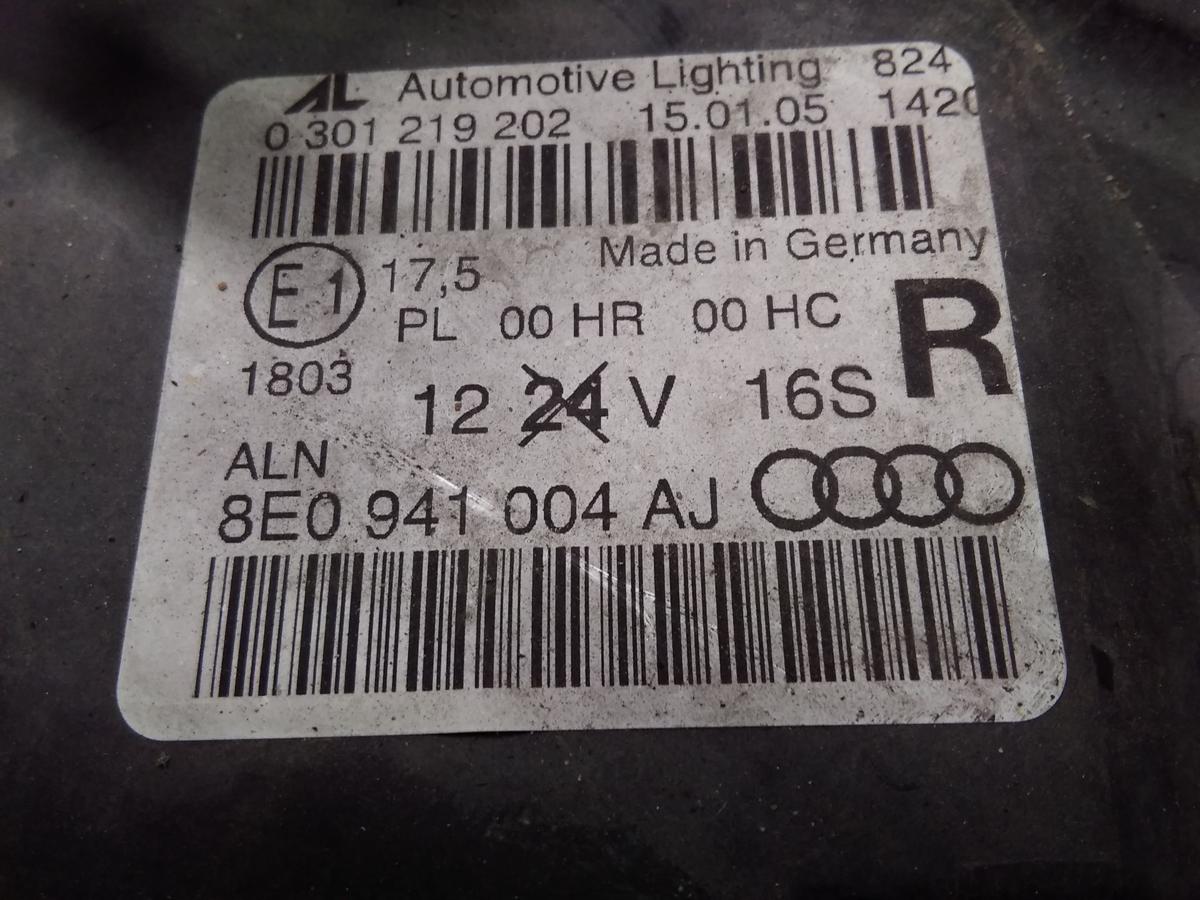 AL Automotive Lighting 824
0 301 219 202 15.01.05 1420
Made in Germany
E1 17,5
PL 00 HR 00 HC R
1803
12 24 V 16S
ALN
8E0 941 004 AJ